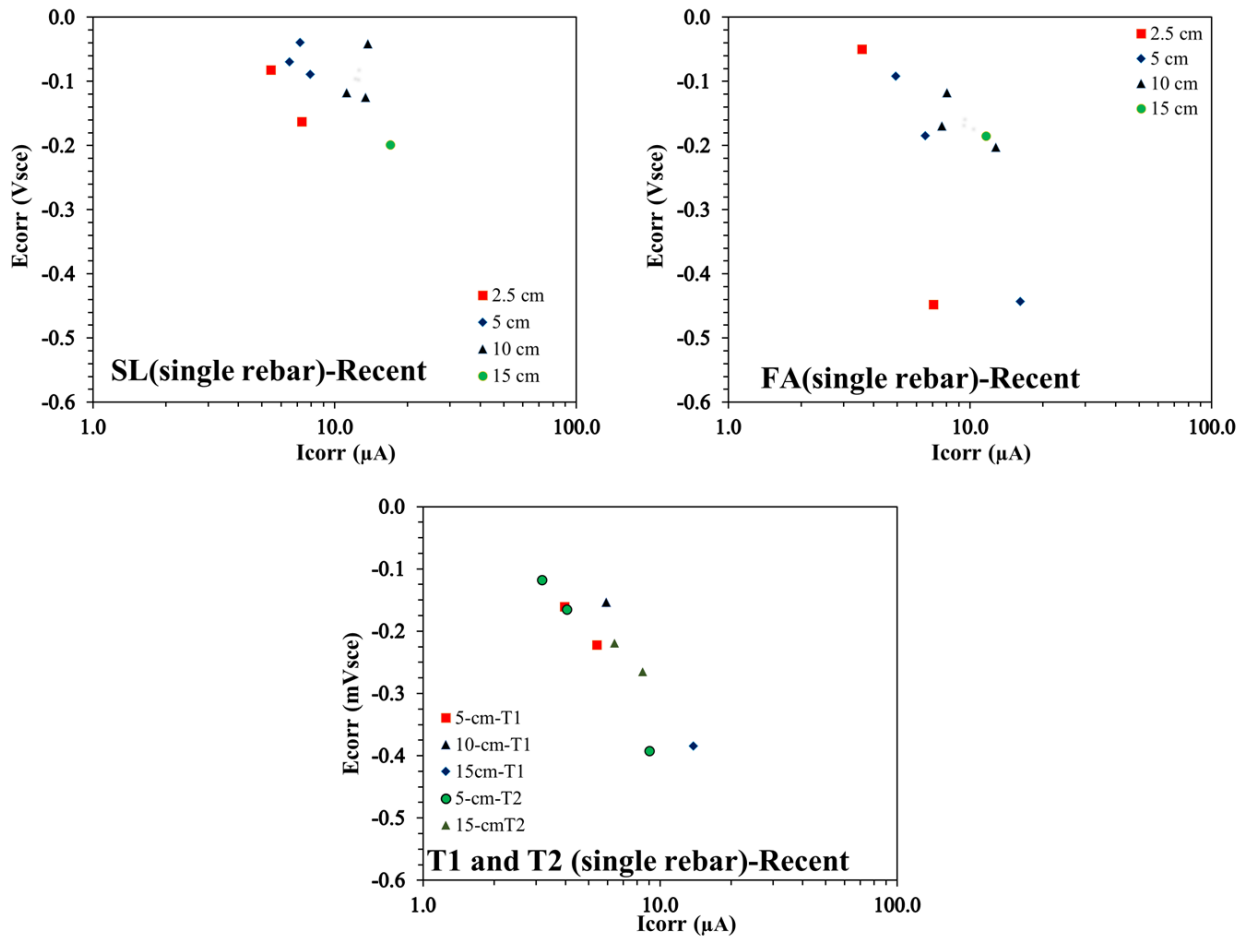 0.0
-0.1
-0.2
-0.3
-0.4
-0.5
-0.6
Ecorr (Vsce)
2.5 cm
5 cm
10 cm
15 cm
SL(single rebar)-Recent
1.0
10.0
100.0
Icorr (µA)
0.0
-0.1
-0.2
-0.3
-0.4
-0.5
-0.6
Ecorr (Vsce)
2.5 cm
5 cm
10 cm
15 cm
FA(single rebar)-Recent
1.0
10.0
100.0
Icorr (µA)
0.0
-0.1
-0.2
-0.3
-0.4
-0.5
-0.6
Ecorr (mVsce)
5-cm-T1
10-cm-T1
15cm-T1
5-cm-T2
15-cmT2
T1 and T2 (single rebar)-Recent
1.0
10.0
100.0
Icorr (µA)